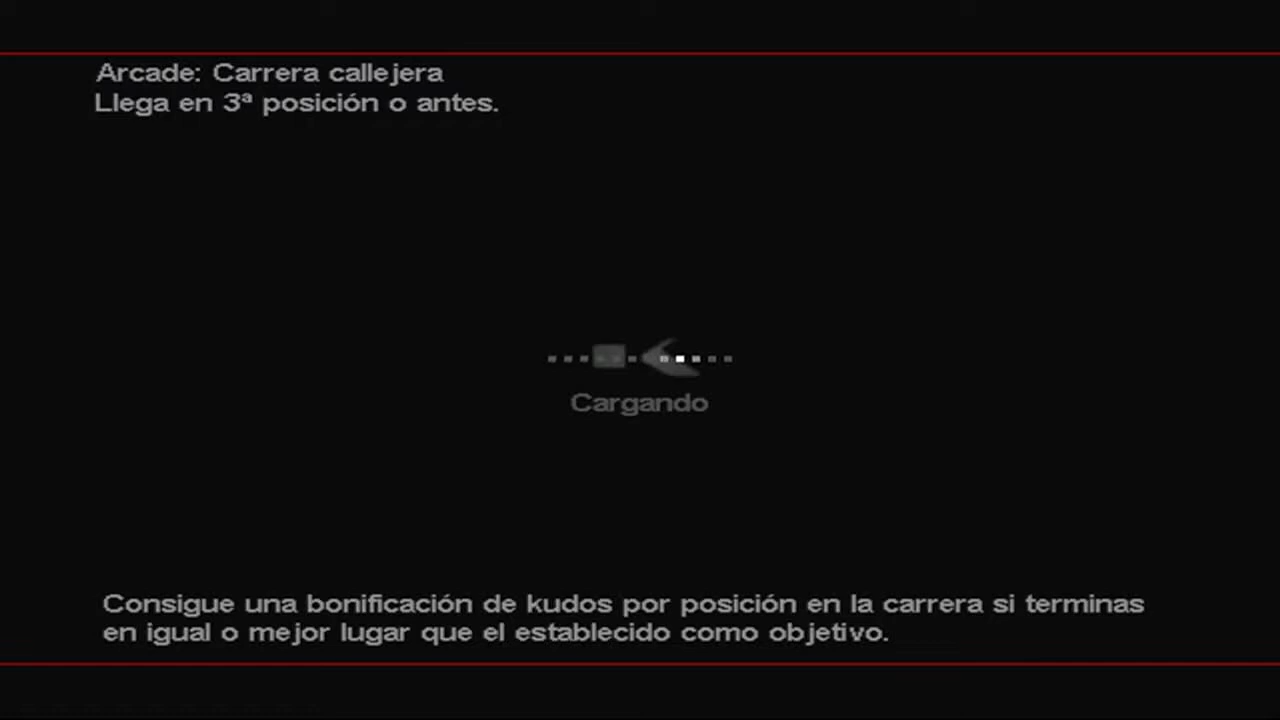 Arcade: Carrera callejera
Llega en 3ª posición o antes.
Cargando
Consigue una bonificación de kudos por posición en la carrera si terminas
en igual o mejor lugar que el establecido como objetivo.